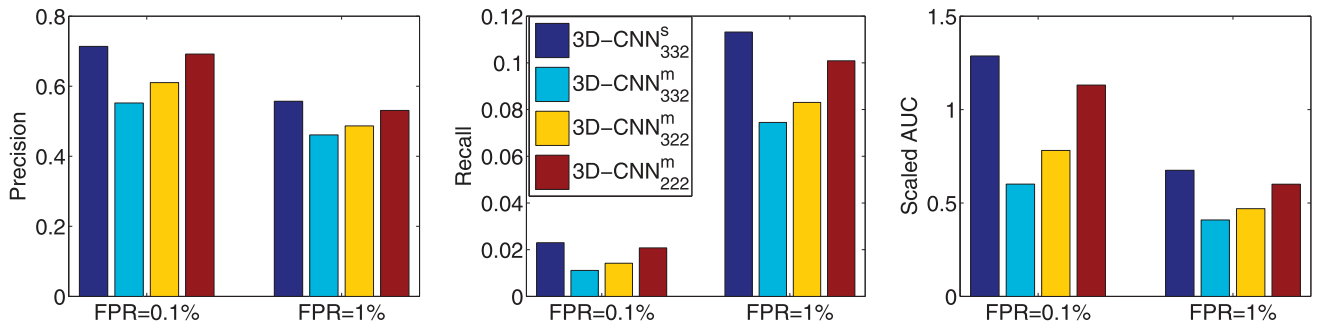 Precision
0.8
0.6
0.4
0.2
0
FPR=0.1% FPR=1%
Recall
0.12
0.1
0.08
0.06
0.04
0.02
0
3D-CNN^s_332
3D-CNN^m_332
3D-CNN^m_322
3D-CNN^m_222
FPR=0.1% FPR=1%
Scaled AUC
1.5
1
0.5
0
FPR=0.1% FPR=1%